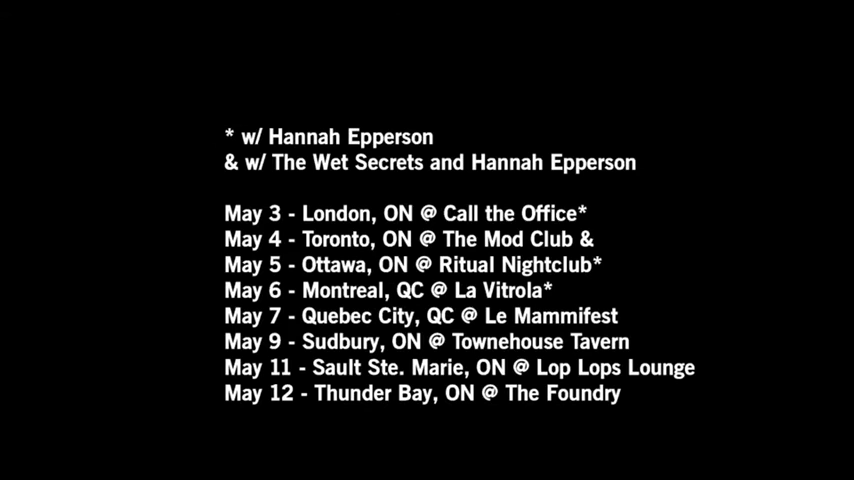 * w/ Hannah Epperson
& w/ The Wet Secrets and Hannah Epperson
May 3 - London, ON @ Call the Office*
May 4 - Toronto, ON @ The Mod Club &
May 5 - Ottawa, ON @ Ritual Nightclub*
May 6 - Montreal, QC @ La Vitrola*
May 7 - Quebec City, QC @ Le Mammifest
May 9 - Sudbury, ON @ Townehouse Tavern
May 11 - Sault Ste. Marie, ON @ Lop Lops Lounge
May 12 - Thunder Bay, ON @ The Foundry